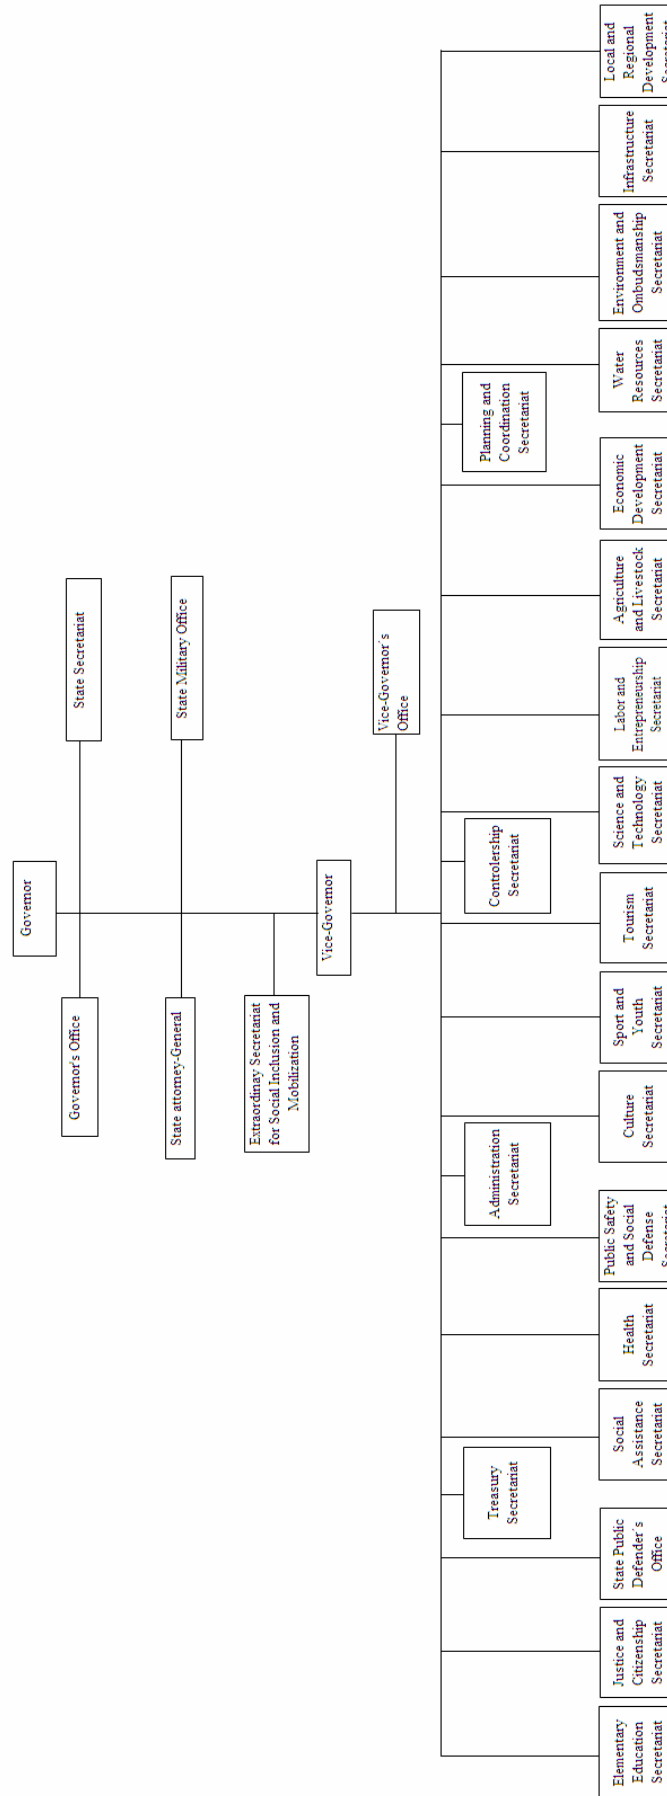 Governor
Governor's Office
State Secretariat
State attorney-General
State Military Office
Extraordinay Secretariat
for Social Inclusion and
Mobilization
Vice-Governor
Vice-Governor´s
Office
Treasury
Secretariat
Administration
Secretariat
Controlership
Secretariat
Planning and
Coordination
Secretariat
Elementary
Education
Secretariat
Justice and
Citizenship
Secretariat
State Public
Defender´s
Office
Social
Assistance
Secretariat
Health
Secretariat
Public Safety
and Social
Defense
Secretariat
Culture
Secretariat
Sport and
Youth
Secretariat
Tourism
Secretariat
Science and
Technology
Secretariat
Labor and
Entrepreneurship
Secretariat
Agriculture
and Livestock
Secretariat
Economic
Development
Secretariat
Water
Resources
Secretariat
Environment and
Ombudsmanship
Secretariat
Infrastructure
Secretariat
Local and
Regional
Development
Secretariat